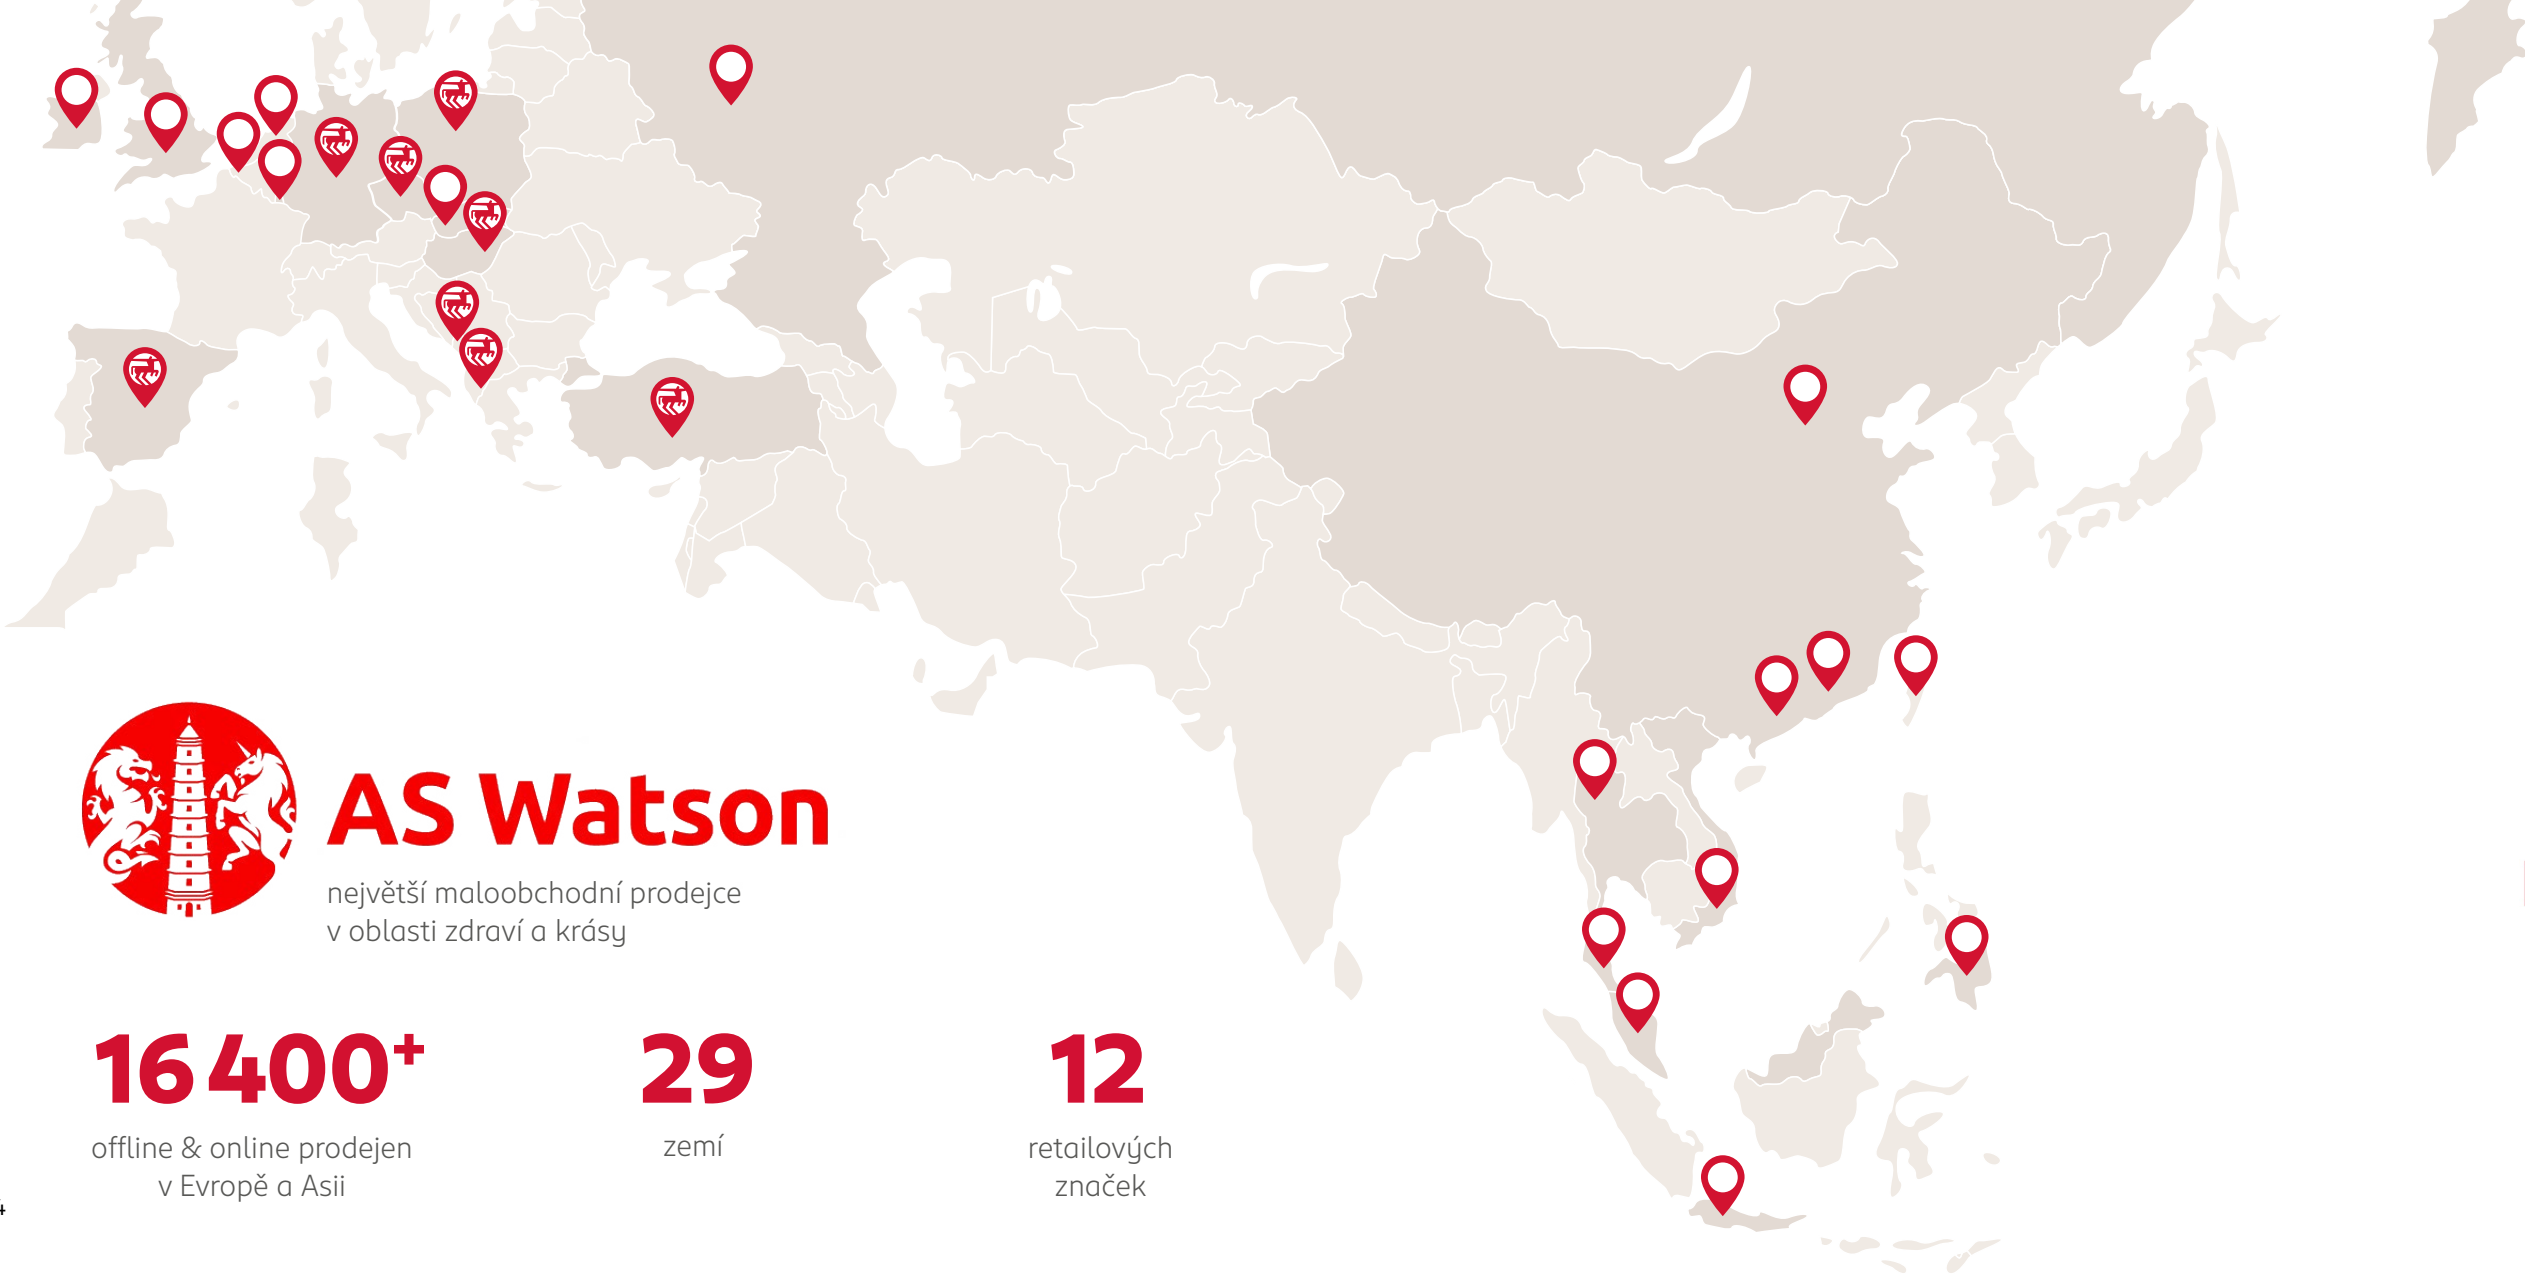 AS Watson
největší maloobchodní prodejce
v oblasti zdraví a krásy
16 400+
offline & online prodejen
v Evropě a Asii
29
zemí
12
retailových
značek